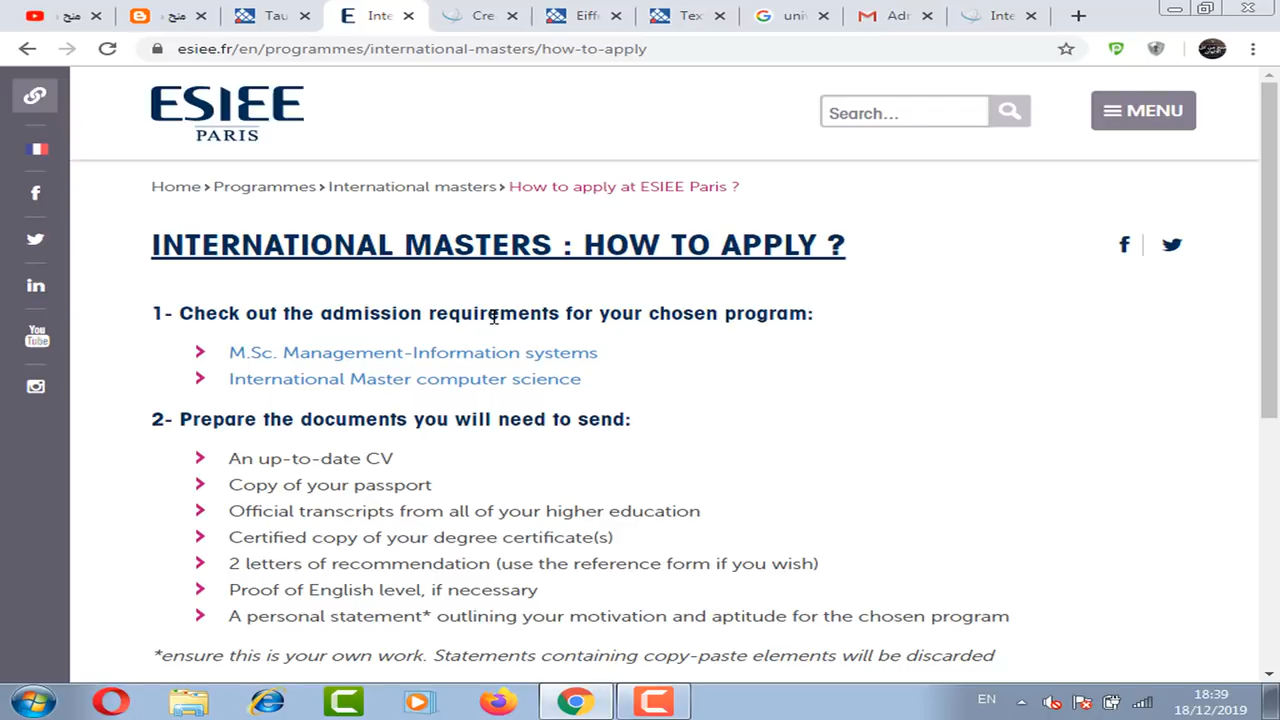 منح
منح
Tau
Inte
Cre
Eiff
Tex
univ
Adr
Inte
esiee.fr/en/programmes/international-masters/how-to-apply
ESIEE
PARIS
Search...
MENU
Home › Programmes › International masters › How to apply at ESIEE Paris ?
INTERNATIONAL MASTERS : HOW TO APPLY ?
1- Check out the admission requirements for your chosen program:
M.Sc. Management-Information systems
International Master computer science
2- Prepare the documents you will need to send:
An up-to-date CV
Copy of your passport
Official transcripts from all of your higher education
Certified copy of your degree certificate(s)
2 letters of recommendation (use the reference form if you wish)
Proof of English level, if necessary
A personal statement* outlining your motivation and aptitude for the chosen program
*ensure this is your own work. Statements containing copy-paste elements will be discarded
You Tube
EN
18:39
18/12/2019